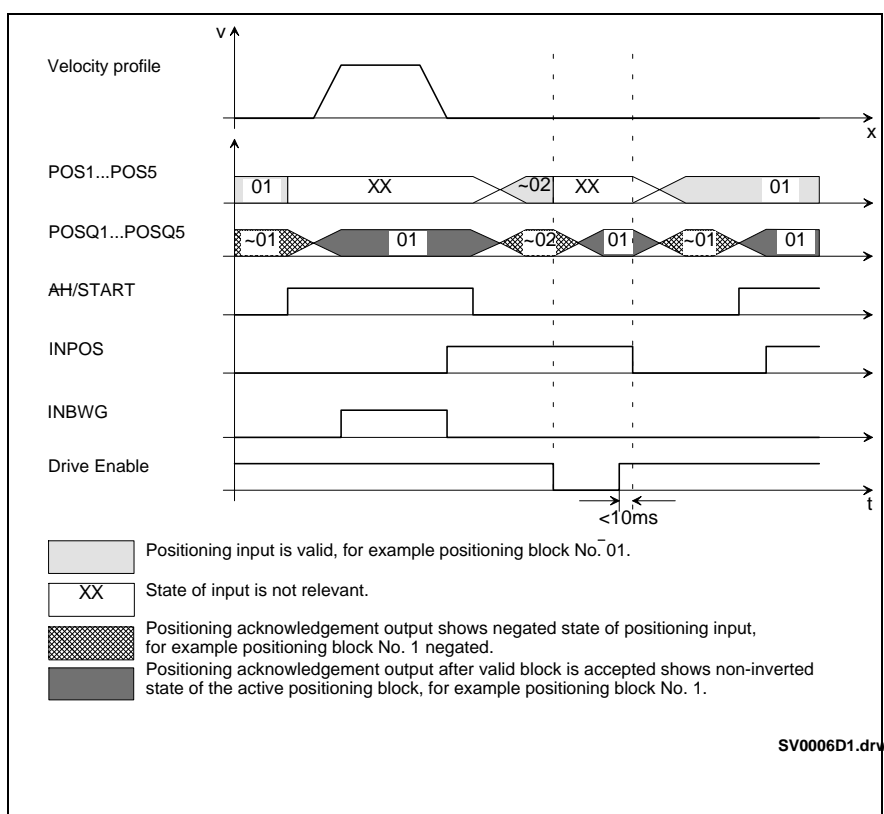 v
Velocity profile
x
POS1...POS5
01 XX ~02 XX 01
POSQ1...POSQ5
~01 01 ~02 01 ~01 01
AH/START
INPOS
INBWG
Drive Enable
t
<10ms
Positioning input is valid, for example positioning block No. 01.
XX State of input is not relevant.
Positioning acknowledgement output shows negated state of positioning input,
for example positioning block No. 1 negated.
Positioning acknowledgement output after valid block is accepted shows non-inverted
state of the active positioning block, for example positioning block No. 1.
SV0006D1.drw